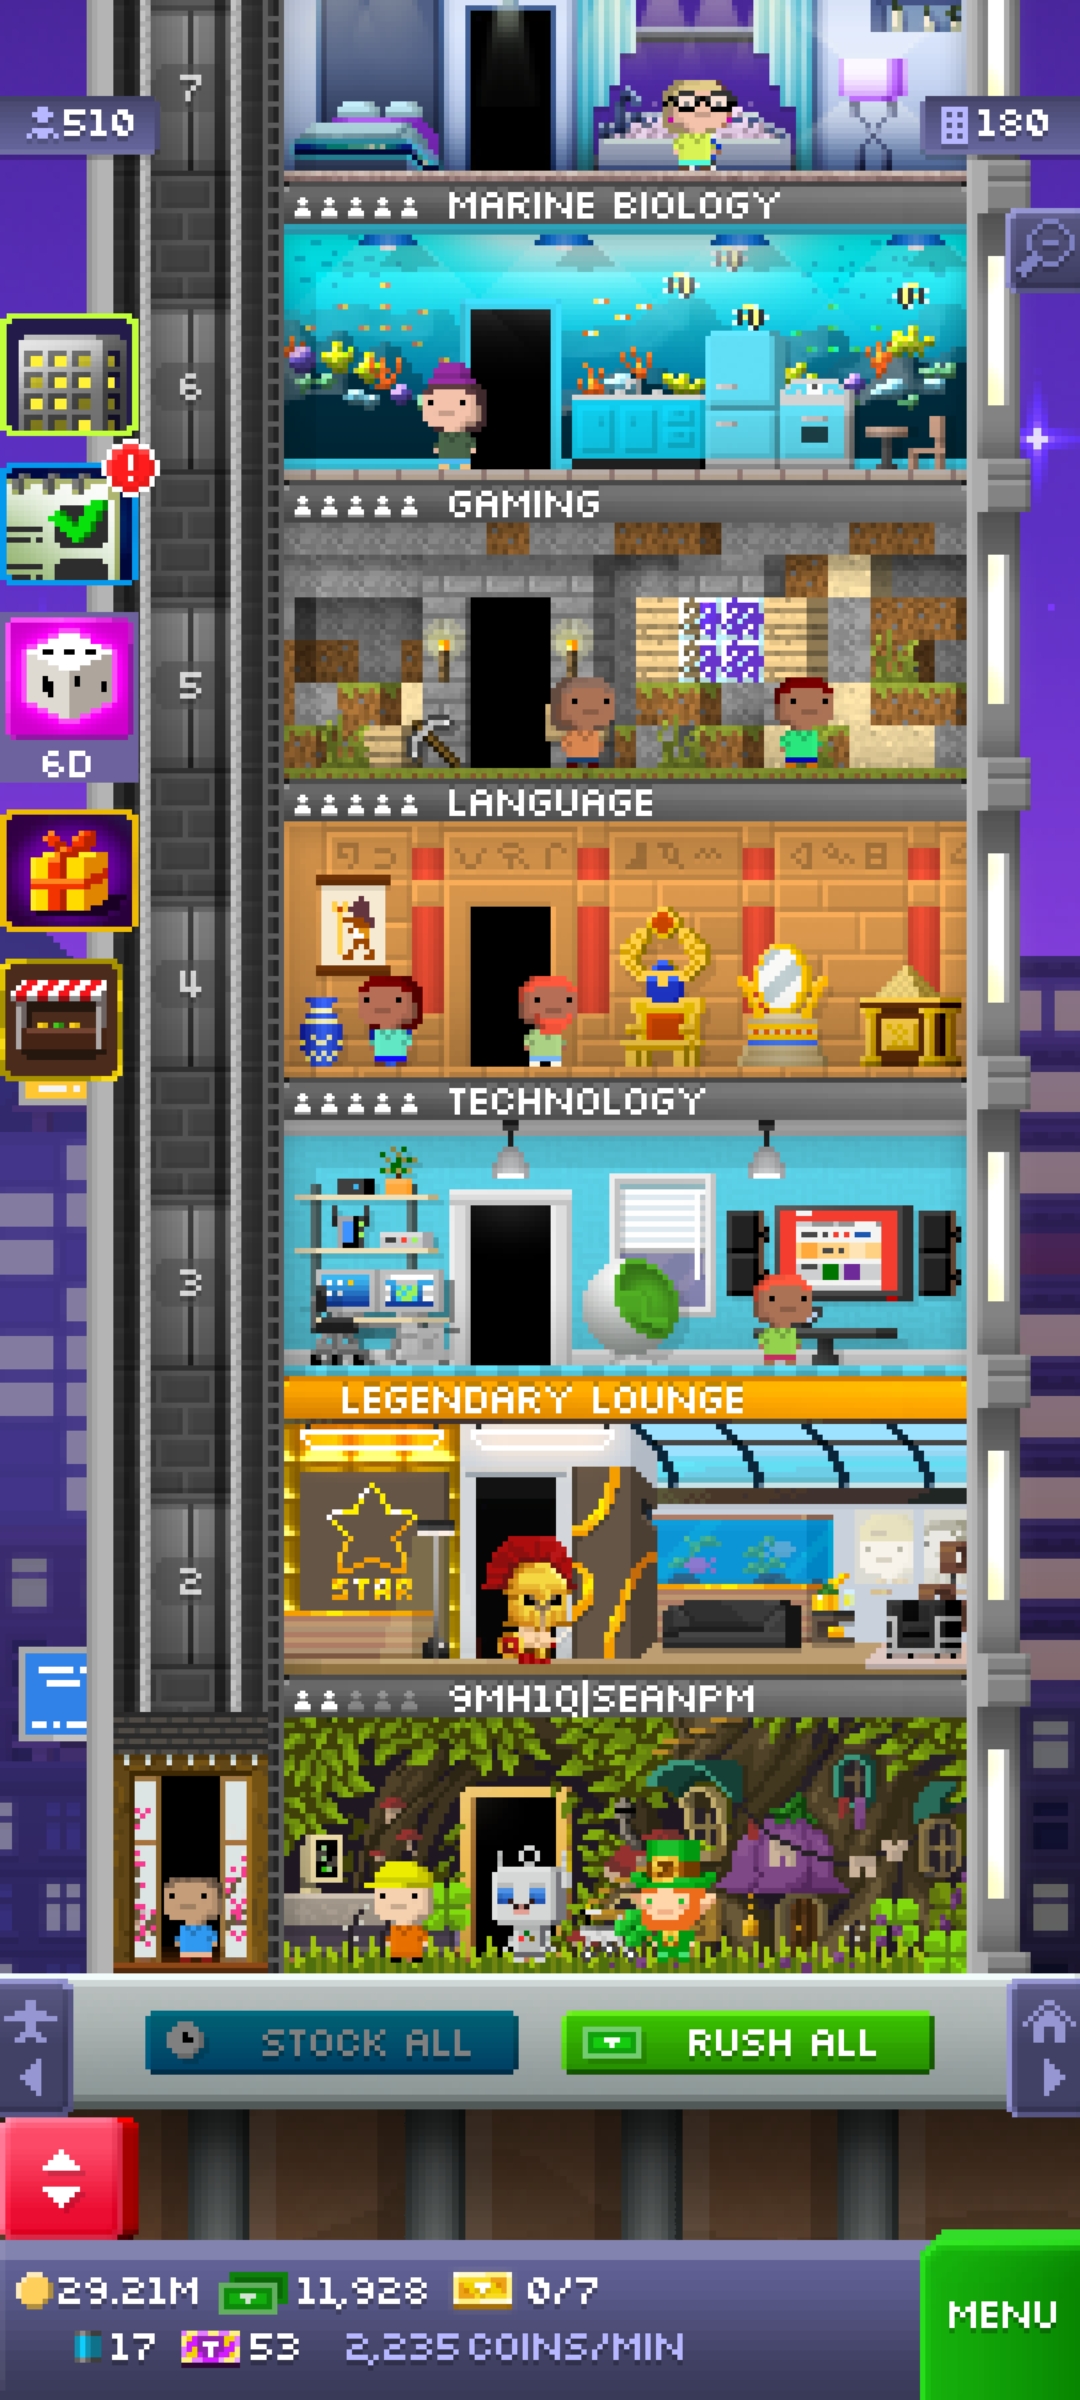 7
510
180
MARINE BIOLOGY
6
GAMING
5
6D
LANGUAGE
4
TECHNOLOGY
3
LEGENDARY LOUNGE
STAR
2
9MH1Q|SEANPM
STOCK ALL
RUSH ALL
29.21M
11,928
0/7
MENU
17
53
2,235 COINS/MIN